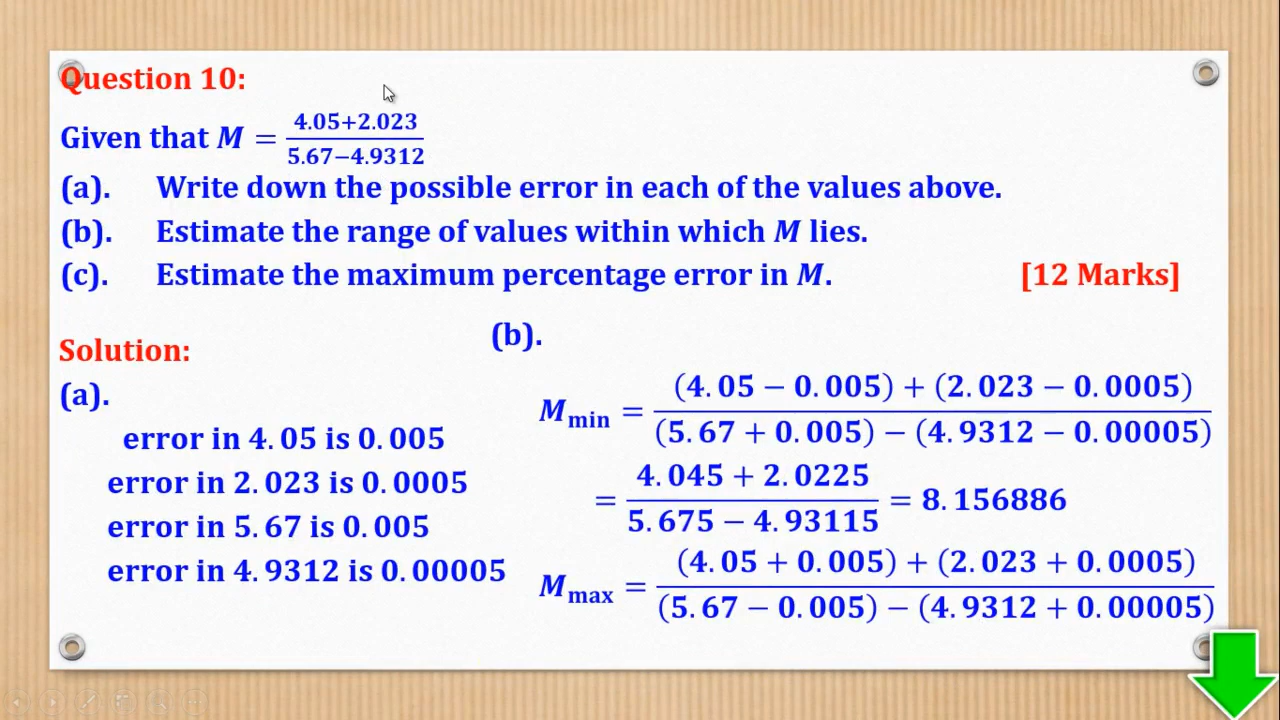 Question 10:
Given that M = (4.05+2.023)/(5.67−4.9312)
(a). Write down the possible error in each of the values above.
(b). Estimate the range of values within which M lies.
(c). Estimate the maximum percentage error in M. [12 Marks]
Solution:
(a).
error in 4.05 is 0.005
error in 2.023 is 0.0005
error in 5.67 is 0.005
error in 4.9312 is 0.00005
(b).
M_min = ((4.05 − 0.005) + (2.023 − 0.0005))/((5.67 + 0.005) − (4.9312 − 0.00005))
= (4.045 + 2.0225)/(5.675 − 4.93115) = 8.156886
M_max = ((4.05 + 0.005) + (2.023 + 0.0005))/((5.67 − 0.005) − (4.9312 + 0.00005))